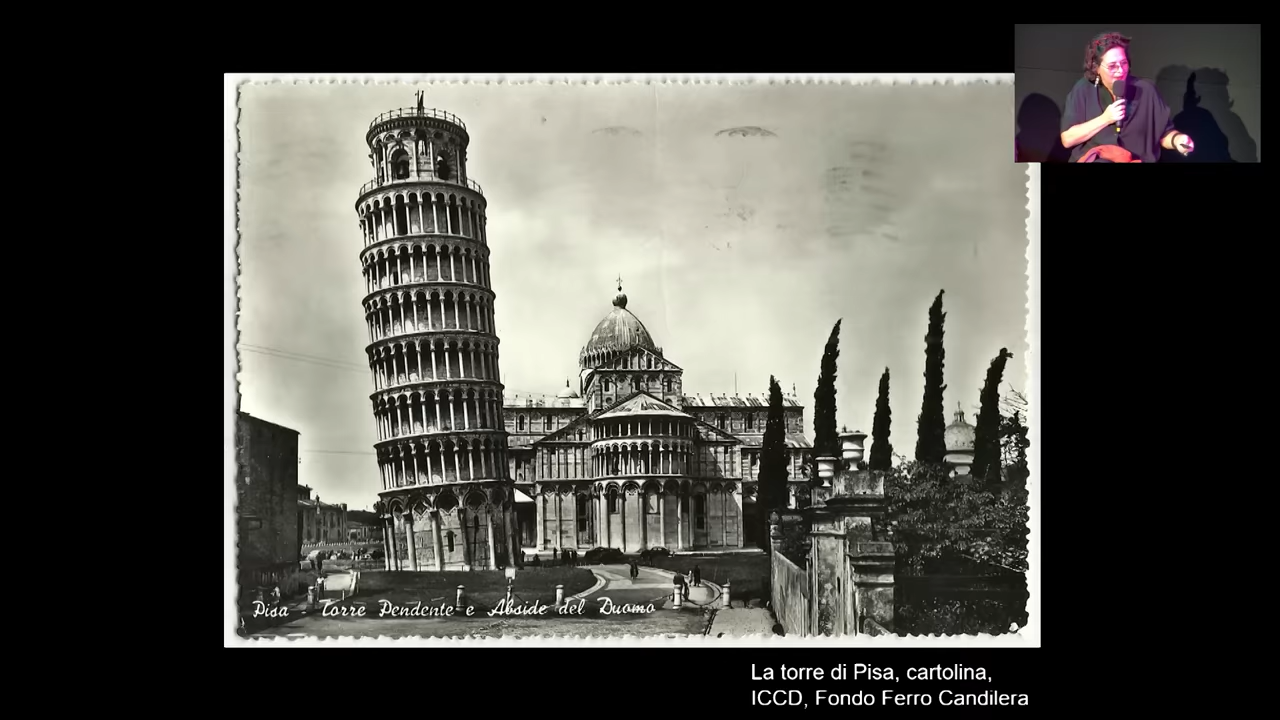 Pisa Torre Pendente e Abside del Duomo
La torre di Pisa, cartolina,
ICCD, Fondo Ferro Candilera